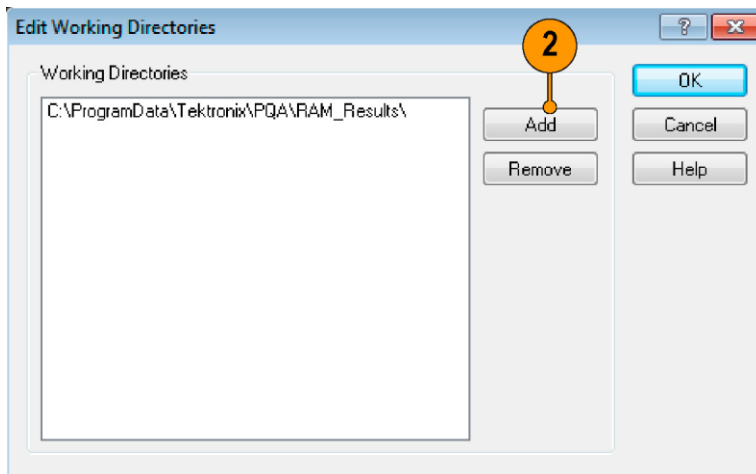 Edit Working Directories
2
Working Directories
C:\ProgramData\Tektronix\PQA\RAM_Results\
Add
Remove
OK
Cancel
Help